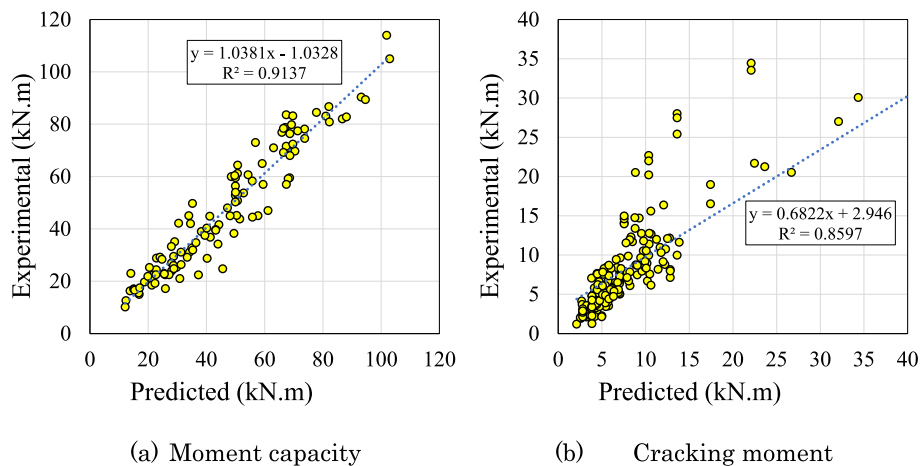 120
100
80
60
40
20
0
Experimental (kN.m)
y = 1.0381x - 1.0328
R² = 0.9137
0 20 40 60 80 100 120
Predicted (kN.m)
(a) Moment capacity
40
35
30
25
20
15
10
5
0
Experimental (kN.m)
y = 0.6822x + 2.946
R² = 0.8597
0 5 10 15 20 25 30 35 40
Predicted (kN.m)
(b) Cracking moment